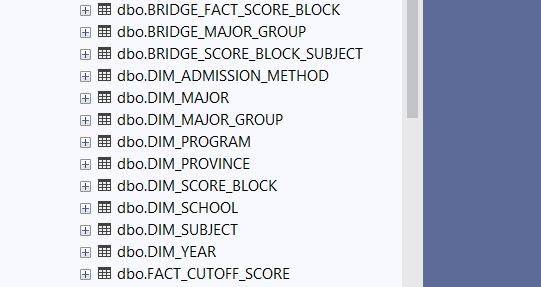 dbo.BRIDGE_FACT_SCORE_BLOCK
dbo.BRIDGE_MAJOR_GROUP
dbo.BRIDGE_SCORE_BLOCK_SUBJECT
dbo.DIM_ADMISSION_METHOD
dbo.DIM_MAJOR
dbo.DIM_MAJOR_GROUP
dbo.DIM_PROGRAM
dbo.DIM_PROVINCE
dbo.DIM_SCORE_BLOCK
dbo.DIM_SCHOOL
dbo.DIM_SUBJECT
dbo.DIM_YEAR
dbo.FACT_CUTOFF_SCORE